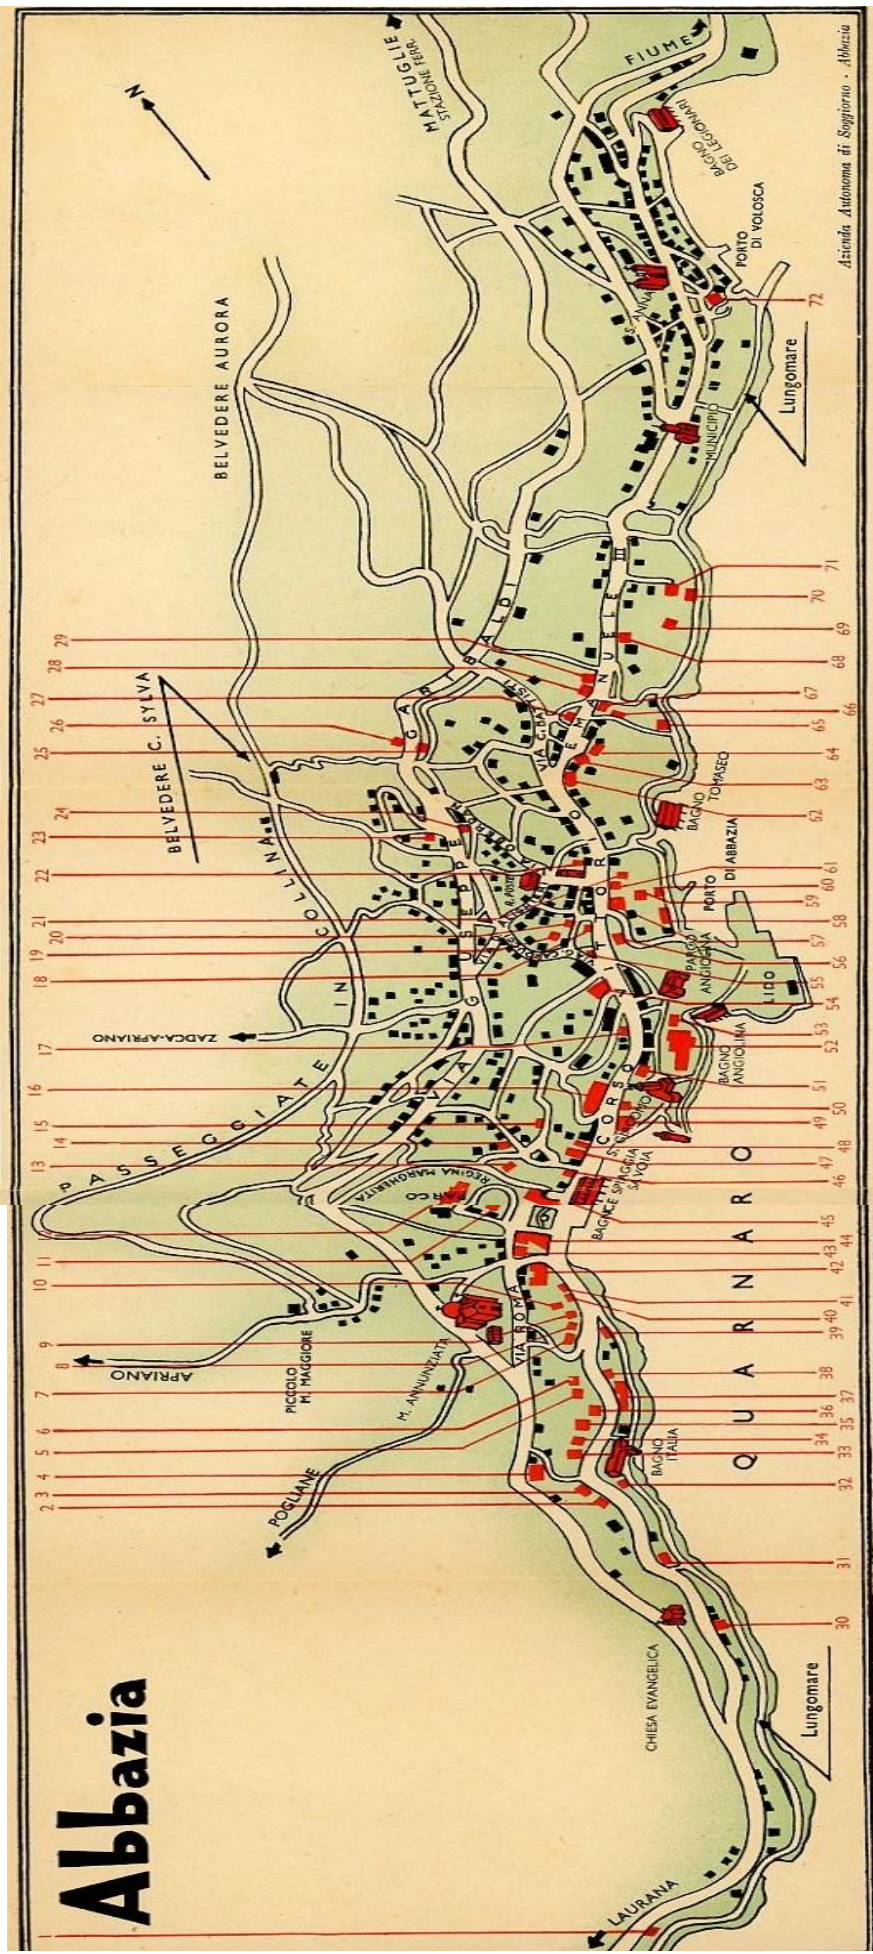 Abbazia
Azienda Autonoma di Soggiorno - Abbazia
N
MATTUGLIE
STAZIONE FERR.
FIUME
BAGNO
DEI LEGIONARI
PORTO
DI VOLOSCA
S. ANNA
MUNICIPIO
Lungomare
BELVEDERE AURORA
BELVEDERE C. SYLVA
PASSEGGIATE IN COLLINA
VIA GIUSEPPE GARIBALDI
VIA C. BATTISTI
CORSO VITTORIO EMANUELE III
R. POSTE
BAGNO
TOMASEO
PORTO
DI ABBAZIA
PARCO
ANGIOLINA
LIDO
BAGNO
ANGIOLINA
S. GIACOMO
BAGNO E SPIAGGIA
SAVOIA
PARCO
REGINA MARGHERITA
ZADCA-APRIANO
APRIANO
PICCOLO
M. MAGGIORE
M. ANNUNZIATA
VIA ROMA
POGLIANE
BAGNO
ITALIA
QUARNARO
CHIESA EVANGELICA
Lungomare
LAURANA
1
2
3
4
5
6
7
8
9
10
11
13
14
15
16
17
18
19
20
21
22
23
24
25
26
27
28
29
30
31
32
33
34
35
36
37
38
39
40
41
42
43
44
45
46
47
48
49
50
51
52
53
54
55
56
57
58
59
60
61
62
63
64
65
66
67
68
69
70
71
72